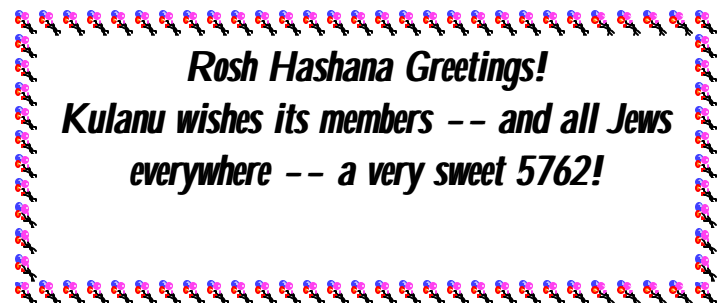 Rosh Hashana Greetings!
Kulanu wishes its members -- and all Jews
everywhere -- a very sweet 5762!